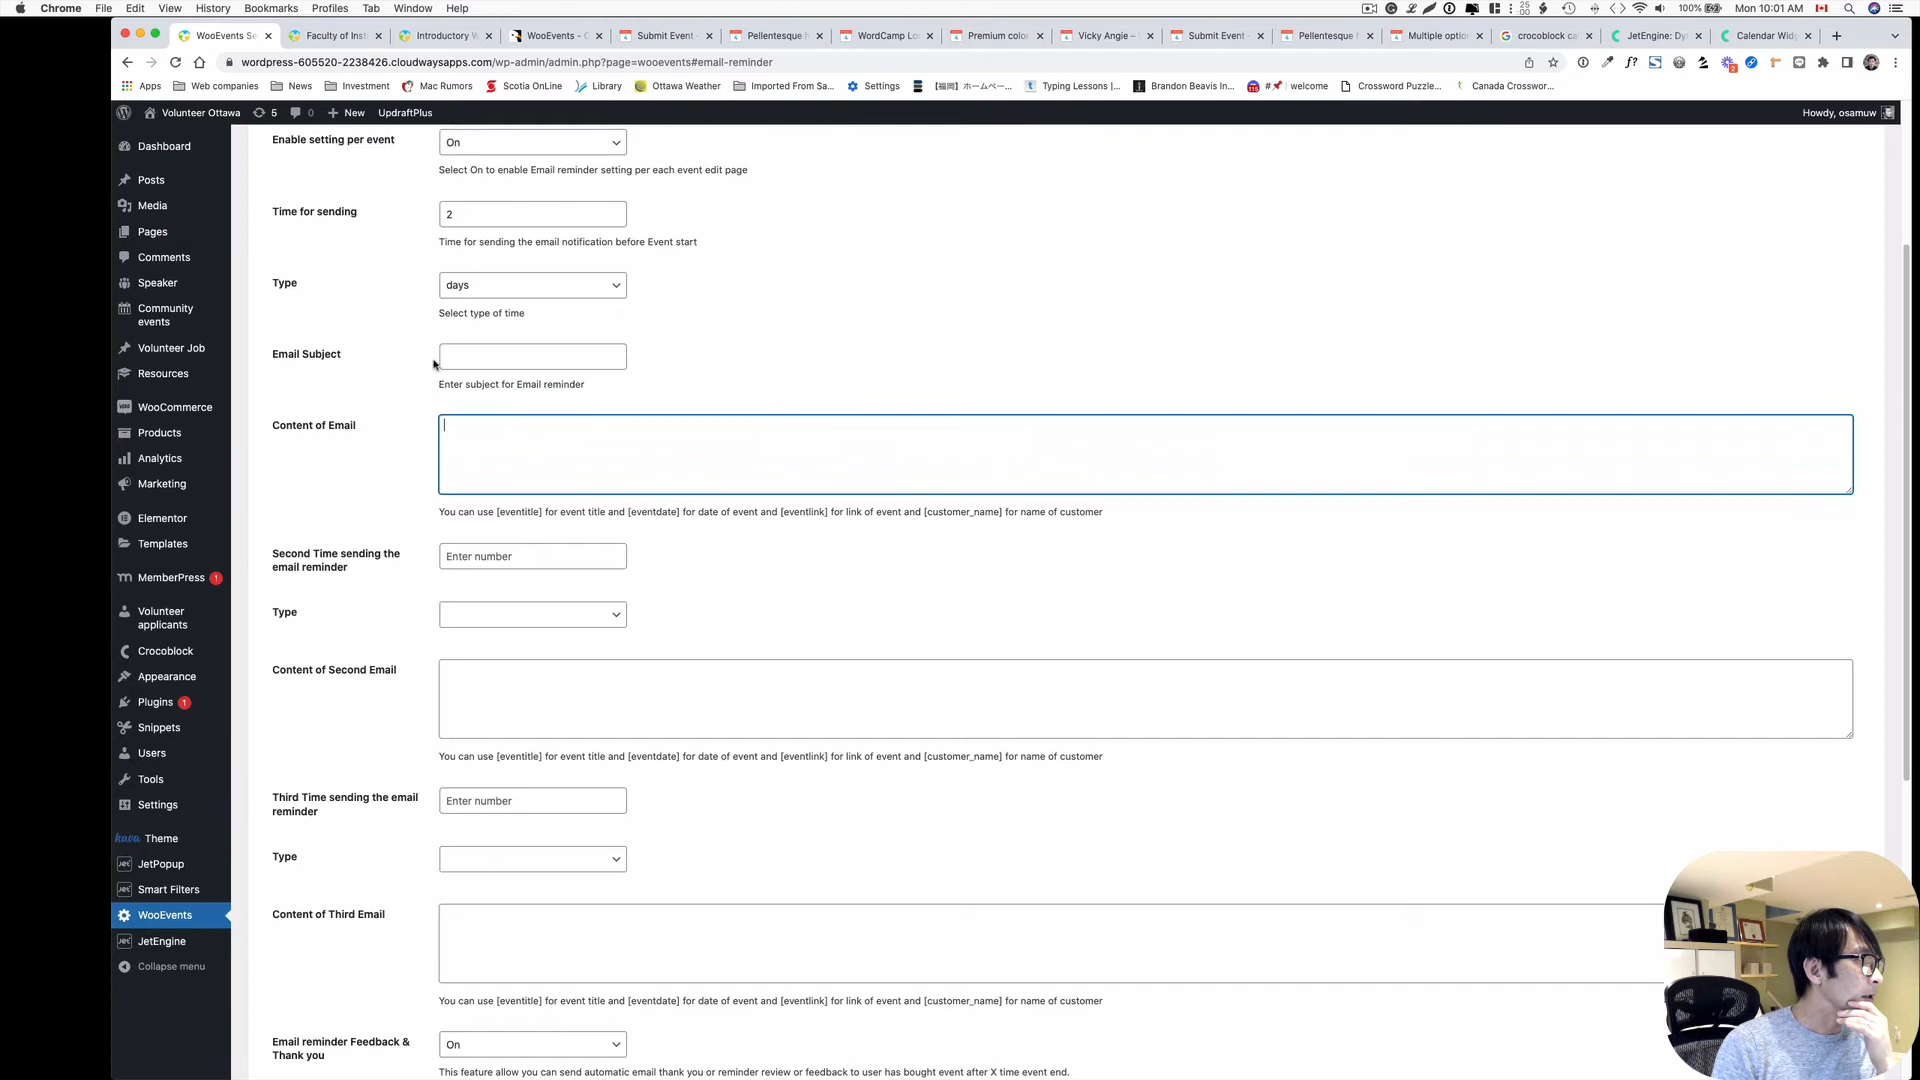 Chrome File Edit View History Bookmarks Profiles Tab Window Help 25 00 100% Mon 10:01 AM
WooEvents Se Faculty of Inst Introductory W WooEvents - C Submit Event - Pellentesque h WordCamp Lo Premium color Vicky Angie – Submit Event - Pellentesque h Multiple option crocoblock cal JetEngine: Dy Calendar Widg
wordpress-605520-2238426.cloudwaysapps.com/wp-admin/admin.php?page=wooevents#email-reminder
Apps Web companies News Investment Mac Rumors Scotia OnLine Library Ottawa Weather Imported From Sa... Settings 【福岡】ホームペー... Typing Lessons |... Brandon Beavis In... #📌 | welcome Crossword Puzzle... Canada Crosswor...
Volunteer Ottawa 5 0 New UpdraftPlus Howdy, osamuw
Dashboard
Posts
Media
Pages
Comments
Speaker
Community events
Volunteer Job
Resources
WooCommerce
Products
Analytics
Marketing
Elementor
Templates
MemberPress 1
Volunteer applicants
Crocoblock
Appearance
Plugins 1
Snippets
Users
Tools
Settings
kava Theme
JetPopup
Smart Filters
WooEvents
JetEngine
Collapse menu
Enable setting per event On
Select On to enable Email reminder setting per each event edit page
Time for sending 2
Time for sending the email notification before Event start
Type days
Select type of time
Email Subject
Enter subject for Email reminder
Content of Email
You can use [eventitle] for event title and [eventdate] for date of event and [eventlink] for link of event and [customer_name] for name of customer
Second Time sending the email reminder Enter number
Type
Content of Second Email
You can use [eventitle] for event title and [eventdate] for date of event and [eventlink] for link of event and [customer_name] for name of customer
Third Time sending the email reminder Enter number
Type
Content of Third Email
You can use [eventitle] for event title and [eventdate] for date of event and [eventlink] for link of event and [customer_name] for name of customer
Email reminder Feedback & Thank you On
This feature allow you can send automatic email thank you or reminder review or feedback to user has bought event after X time event end.